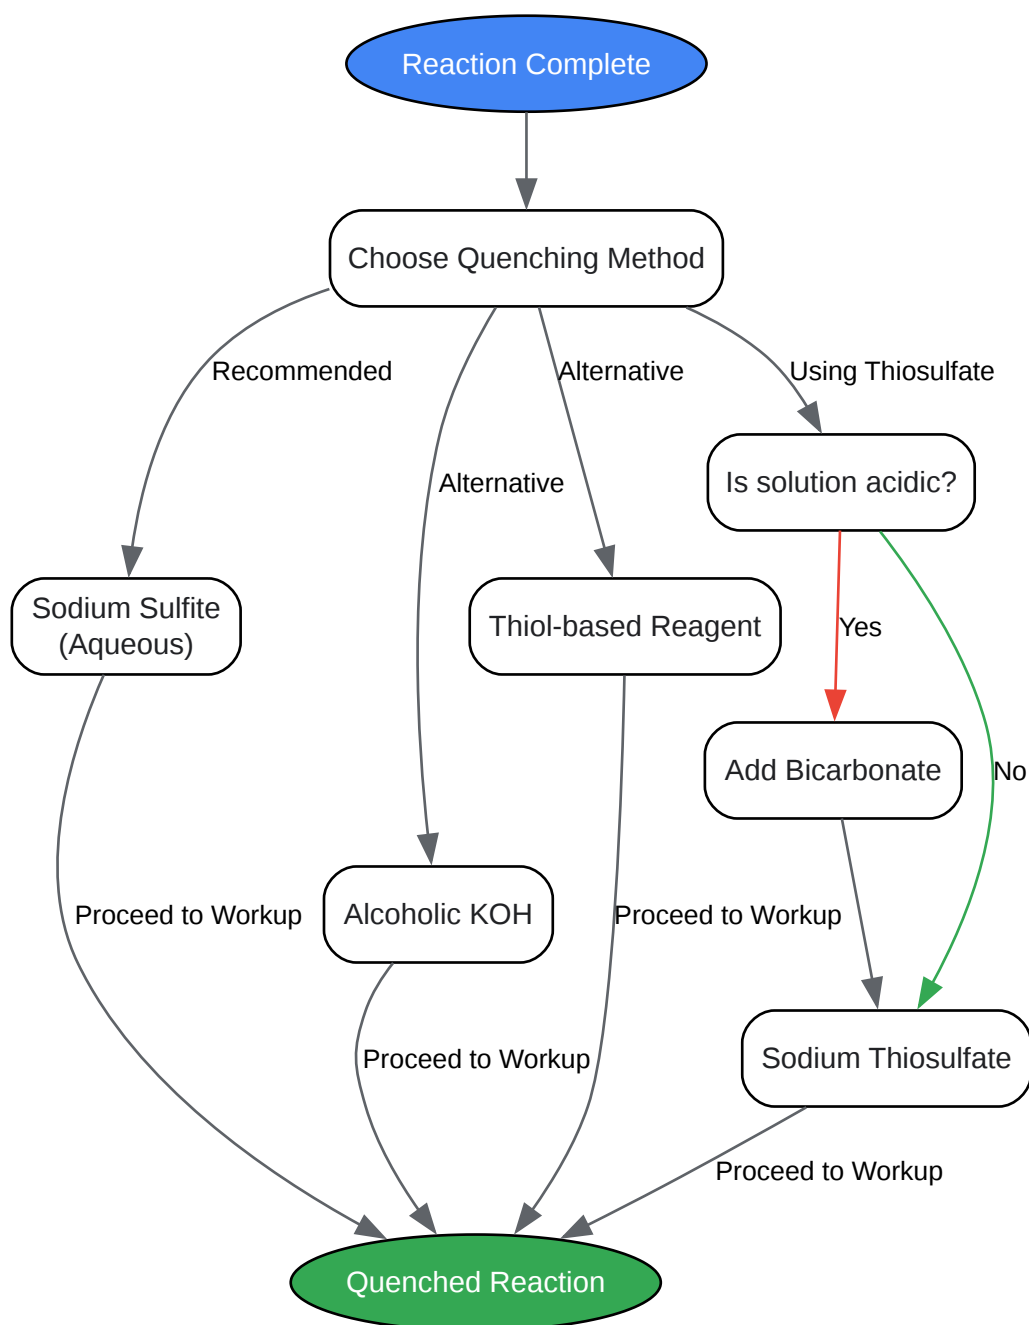 Reaction Complete
Choose Quenching Method
Recommended
Alternative
Using Thiosulfate
Alternative
Is solution acidic?
Sodium Sulfite
(Aqueous)
Thiol-based Reagent
Yes
Add Bicarbonate
No
Proceed to Workup
Alcoholic KOH
Proceed to Workup
Proceed to Workup
Sodium Thiosulfate
Proceed to Workup
Quenched Reaction